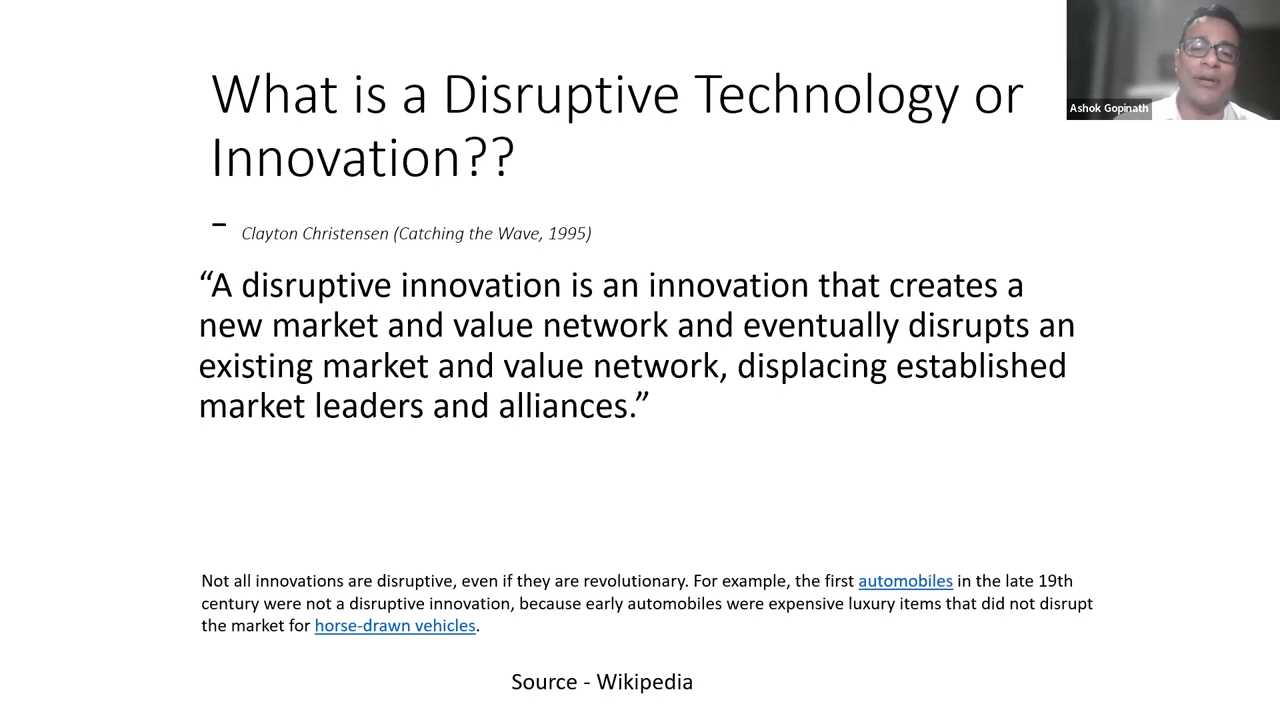 What is a Disruptive Technology or
Innovation??
- Clayton Christensen (Catching the Wave, 1995)
“A disruptive innovation is an innovation that creates a
new market and value network and eventually disrupts an
existing market and value network, displacing established
market leaders and alliances.”
Not all innovations are disruptive, even if they are revolutionary. For example, the first automobiles in the late 19th
century were not a disruptive innovation, because early automobiles were expensive luxury items that did not disrupt
the market for horse-drawn vehicles.
Source - Wikipedia
Ashok Gopinath